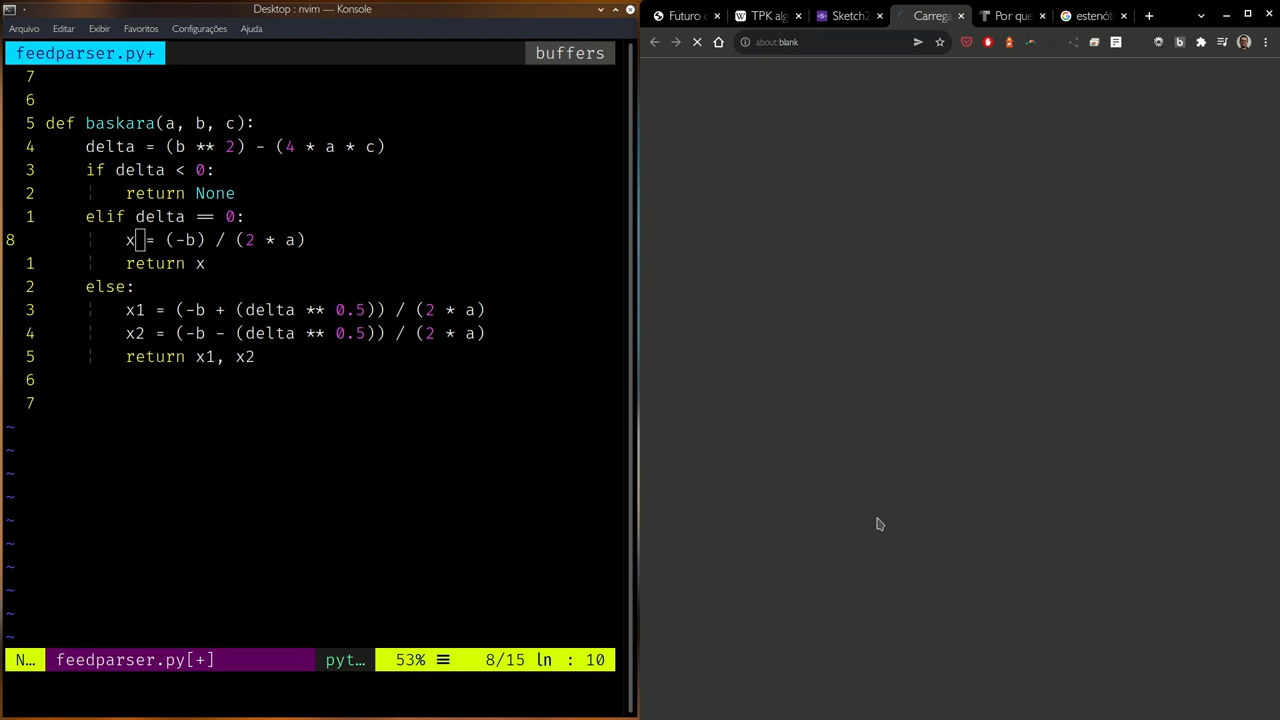 Desktop : nvim — Konsole
Arquivo Editar Exibir Favoritos Configurações Ajuda
feedparser.py+ buffers
7
6
5 def baskara(a, b, c):
4 delta = (b ** 2) - (4 * a * c)
3 if delta < 0:
2 return None
1 elif delta == 0:
8 x = (-b) / (2 * a)
1 return x
2 else:
3 x1 = (-b + (delta ** 0.5)) / (2 * a)
4 x2 = (-b - (delta ** 0.5)) / (2 * a)
5 return x1, x2
6
7
~
~
~
~
~
~
~
~
~
~
N… feedparser.py[+] pyt… 53% ≡ 8/15 ln : 10
Futuro TPK alg Sketch2 Carrega Por que estenót
about:blank